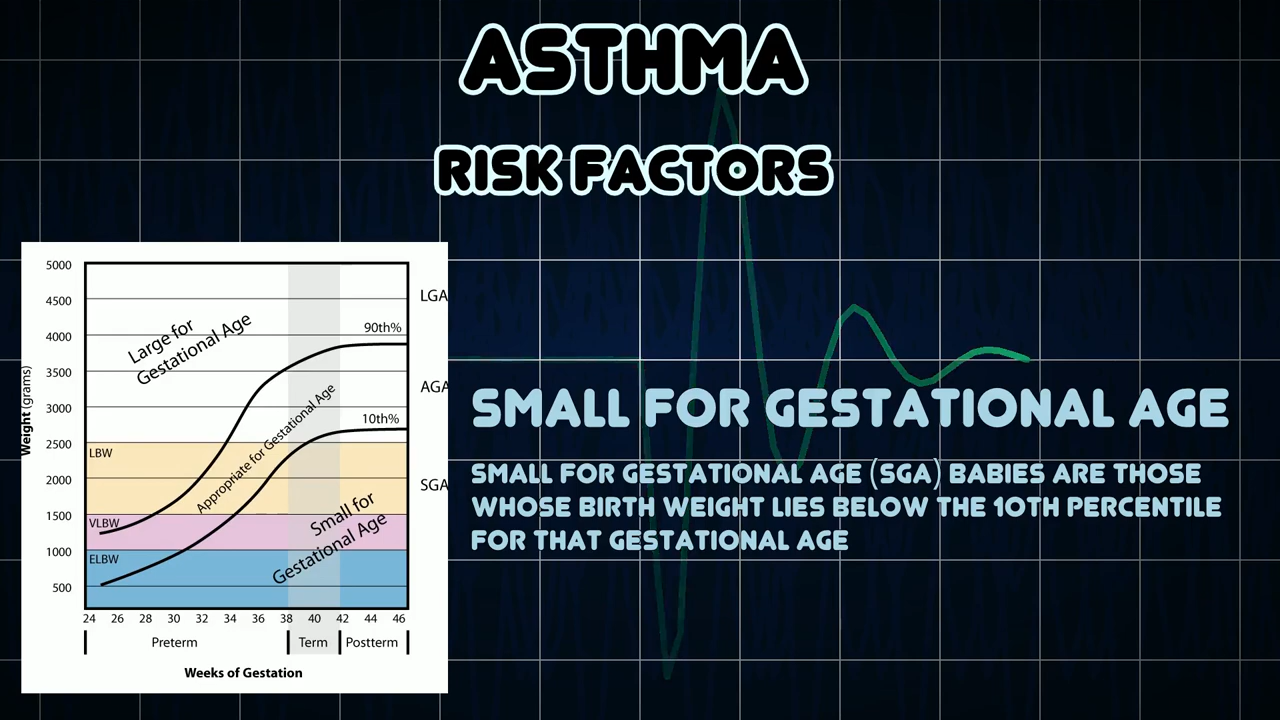 ASTHMA
RISK FACTORS
5000
4500
4000
3500
3000
2500
2000
1500
1000
500
Weight (grams)
Large for
Gestational Age
90th%
Appropriate for Gestational Age
10th%
Small for
Gestational Age
LBW
VLBW
ELBW
LGA
AGA
SGA
24 26 28 30 32 34 36 38 40 42 44 46
Preterm Term Postterm
Weeks of Gestation
SMALL FOR GESTATIONAL AGE
SMALL FOR GESTATIONAL AGE (SGA) BABIES ARE THOSE
WHOSE BIRTH WEIGHT LIES BELOW THE 10TH PERCENTILE
FOR THAT GESTATIONAL AGE